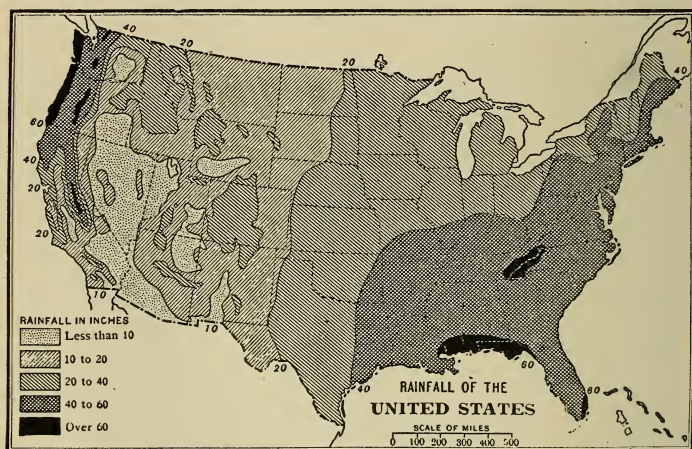 40
20
20
40
60
40
20
20
10
10
20
40
60
60
RAINFALL IN INCHES
Less than 10
10 to 20
20 to 40
40 to 60
Over 60
RAINFALL OF THE
UNITED STATES
SCALE OF MILES
0 100 200 300 400 500